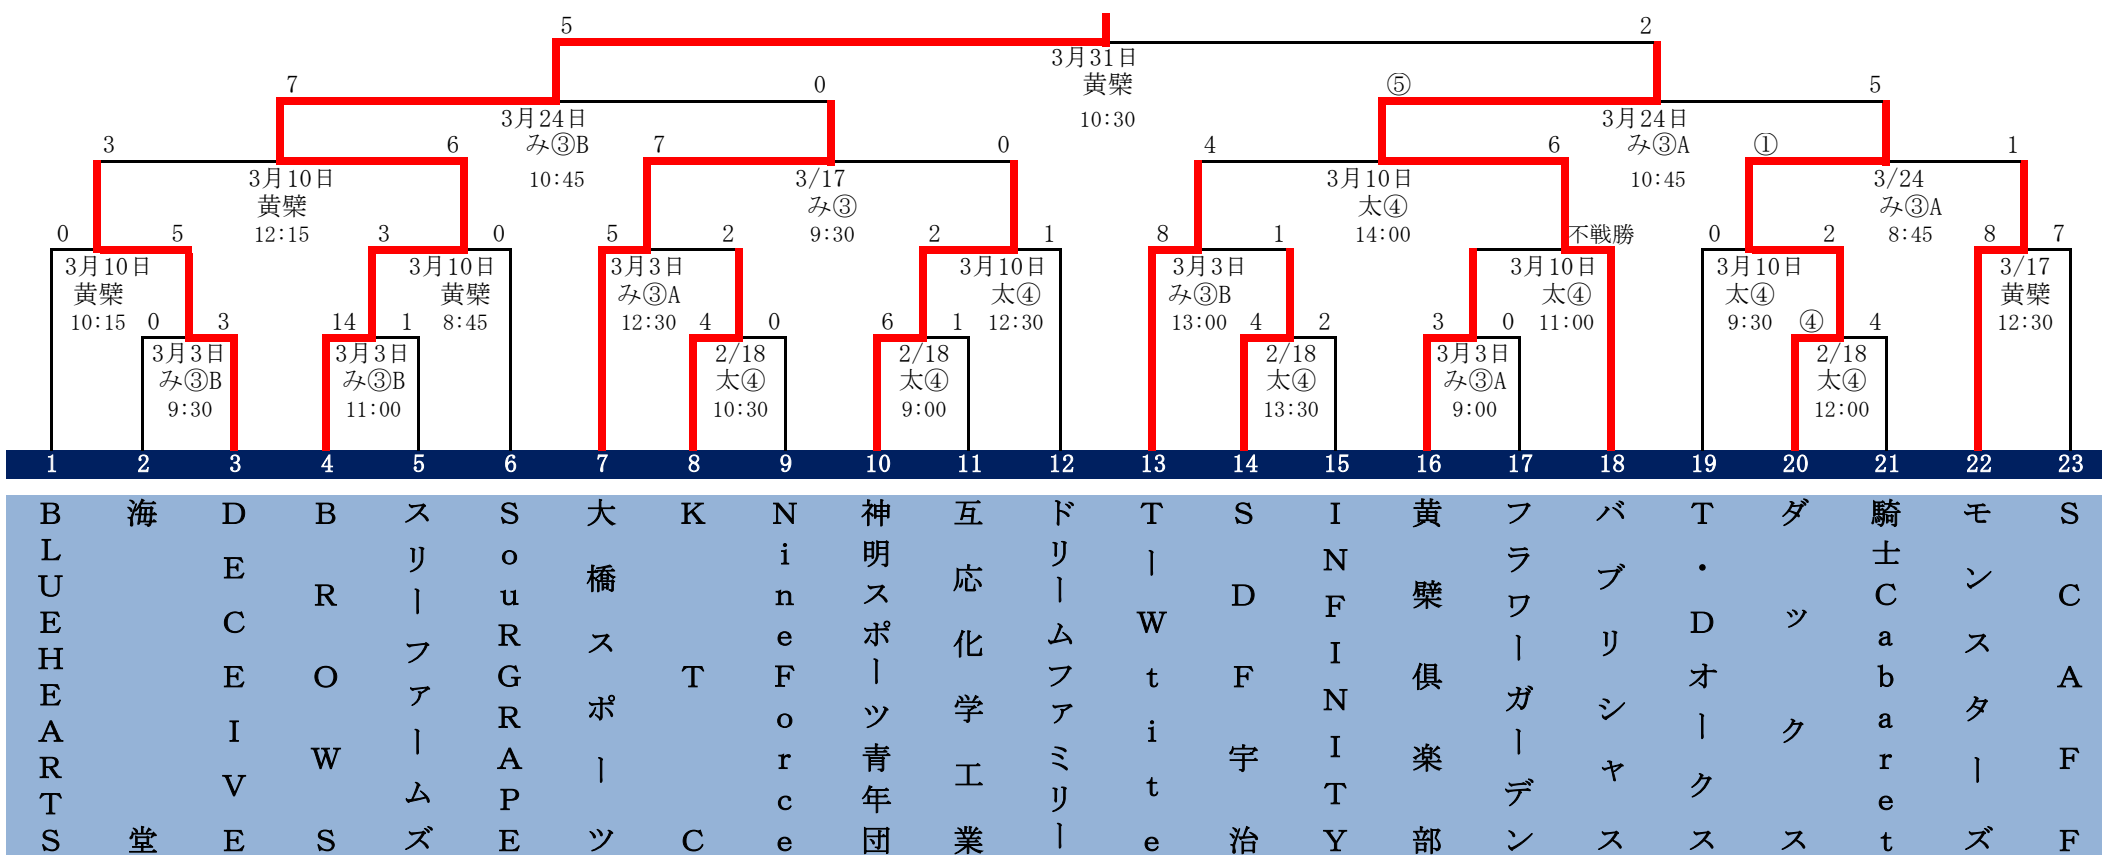 5 2
3月31日
黄檗
10:30
7 0 ⑤ 5
3月24日 3月24日
み③B み③A
10:45 10:45
3 6 7 0 4 6 ① 1
3月10日 3/17 3月10日 3/24
黄檗 み③ 太④ み③A
12:15 9:30 14:00 8:45
0 5 3 0 5 2 2 1 8 1 不戦勝 0 2 8 7
3月10日 3月10日 3月3日 3月10日 3月3日 3月10日 3月10日 3/17
黄檗 黄檗 み③A 太④ み③B 太④ 太④ 黄檗
10:15 8:45 12:30 12:30 13:00 11:00 9:30 12:30
0 3 14 1 4 0 6 1 4 2 3 0 ④ 4
3月3日 3月3日 2/18 2/18 2/18 3月3日 2/18
み③B み③B 太④ 太④ 太④ み③A 太④
9:30 11:00 10:30 9:00 13:30 9:00 12:00
1 2 3 4 5 6 7 8 9 10 11 12 13 14 15 16 17 18 19 20 21 22 23
BLUEHEARTS
海堂
DECEIVE
BROWS
スリーファームズ
SouRGRAPE
大橋スポーツ
KTC
NineForce
神明スポーツ青年団
互応化学工業
ドリームファミリー
TーWtite
SDF宇治
INFINITY
黄檗倶楽部
フラワーガーデン
バブリシャス
T・Dオークス
ダックス
騎士Cabaret
モンスターズ
SCAFF